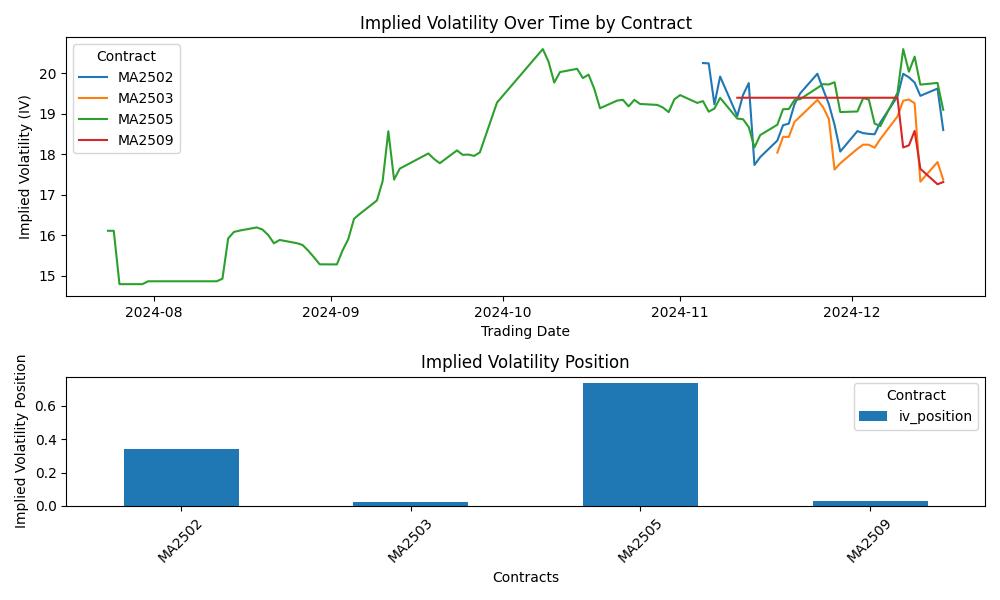 Implied Volatility Over Time by Contract
Implied Volatility (IV)
20
19
18
17
16
15
Contract
MA2502
MA2503
MA2505
MA2509
2024-08 2024-09 2024-10 2024-11 2024-12
Trading Date
Implied Volatility Position
Implied Volatility Position
0.6
0.4
0.2
0.0
Contract
iv_position
MA2502 MA2503 MA2505 MA2509
Contracts